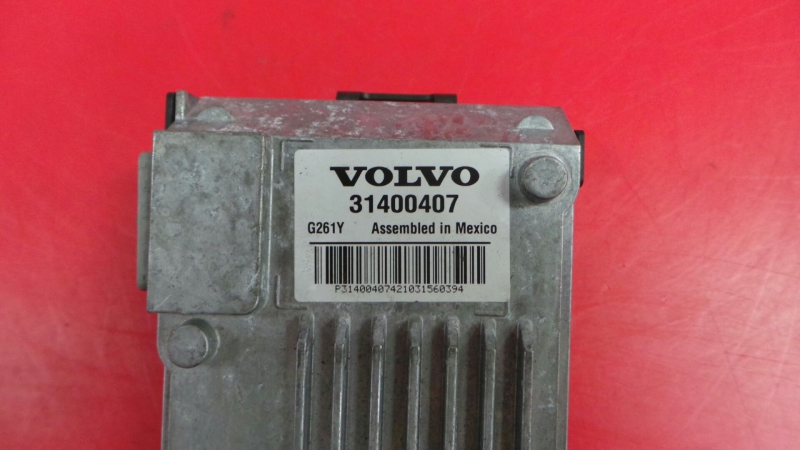 VOLVO
31400407
G261Y Assembled in Mexico
P31400407421031560394